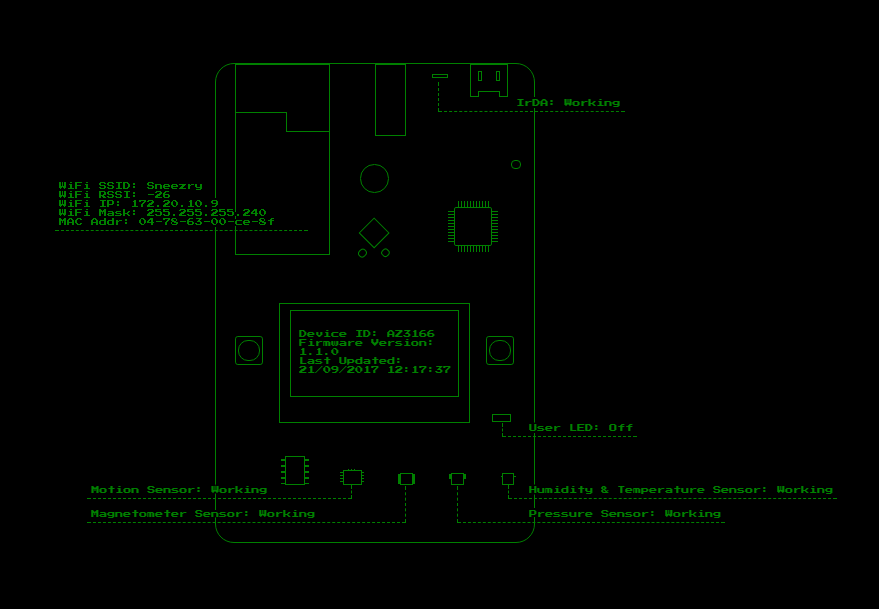 IrDA: Working
WiFi SSID: Sneezry
WiFi RSSI: -26
WiFi IP: 172.20.10.9
WiFi Mask: 255.255.255.240
MAC Addr: 04-78-63-00-ce-8f
Device ID: AZ3166
Firmware Version:
1.1.0
Last Updated:
21/09/2017 12:17:37
User LED: Off
Motion Sensor: Working
Humidity & Temperature Sensor: Working
Magnetometer Sensor: Working
Pressure Sensor: Working